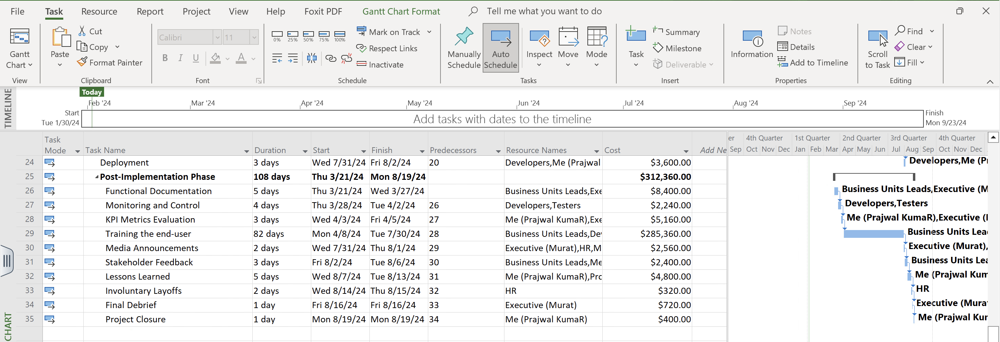 File Task Resource Report Project View Help Foxit PDF Gantt Chart Format Tell me what you want to do
Gantt Chart
View
Paste
Cut
Copy
Format Painter
Clipboard
Calibri 11
B I U A
Font
0% 25% 50% 75% 100%
Mark on Track
Respect Links
Inactivate
Schedule
Manually Schedule
Auto Schedule
Inspect
Move
Mode
Tasks
Task
Summary
Milestone
Deliverable
Insert
Information
Notes
Details
Add to Timeline
Properties
Scroll to Task
Find
Clear
Fill
Editing
TIMELINE
Today
Feb '24 Mar '24 Apr '24 May '24 Jun '24 Jul '24 Aug '24 Sep '24
Start
Tue 1/30/24
Add tasks with dates to the timeline
Finish
Mon 9/23/24
Task Mode Task Name Duration Start Finish Predecessors Resource Names Cost Add Ne
er 4th Quarter 1st Quarter 2nd Quarter 3rd Quarter 4th Quarter
Sep Oct Nov Dec Jan Feb Mar Apr May Jun Jul Aug Sep Oct Nov Dec
24 Deployment 3 days Wed 7/31/24 Fri 8/2/24 20 Developers,Me (Prajwal $3,600.00 Developers,Me (P
25 Post-Implementation Phase 108 days Thu 3/21/24 Mon 8/19/24 $312,360.00
26 Functional Documentation 5 days Thu 3/21/24 Wed 3/27/24 Business Units Leads,Exe $8,400.00 Business Units Leads,Executive (M
27 Monitoring and Control 4 days Thu 3/28/24 Tue 4/2/24 26 Developers,Testers $2,240.00 Developers,Testers
28 KPI Metrics Evaluation 3 days Wed 4/3/24 Fri 4/5/24 27 Me (Prajwal KumaR),Exe $5,160.00 Me (Prajwal KumaR),Executive (
29 Training the end-user 82 days Mon 4/8/24 Tue 7/30/24 28 Business Units Leads,De $285,360.00 Business Units Lea
30 Media Announcements 2 days Wed 7/31/24 Thu 8/1/24 29 Executive (Murat),HR,M $2,560.00 Executive (Murat),
31 Stakeholder Feedback 3 days Fri 8/2/24 Tue 8/6/24 30 Business Units Leads,Me $2,400.00 Business Units Lea
32 Lessons Learned 5 days Wed 8/7/24 Tue 8/13/24 31 Me (Prajwal KumaR),Pro $4,800.00 Me (Prajwal Kum
33 Involuntary Layoffs 2 days Wed 8/14/24 Thu 8/15/24 32 HR $320.00 HR
34 Final Debrief 1 day Fri 8/16/24 Fri 8/16/24 33 Executive (Murat) $720.00 Executive (Mura
35 Project Closure 1 day Mon 8/19/24 Mon 8/19/24 34 Me (Prajwal KumaR) $400.00 Me (Prajwal Kur
CHART